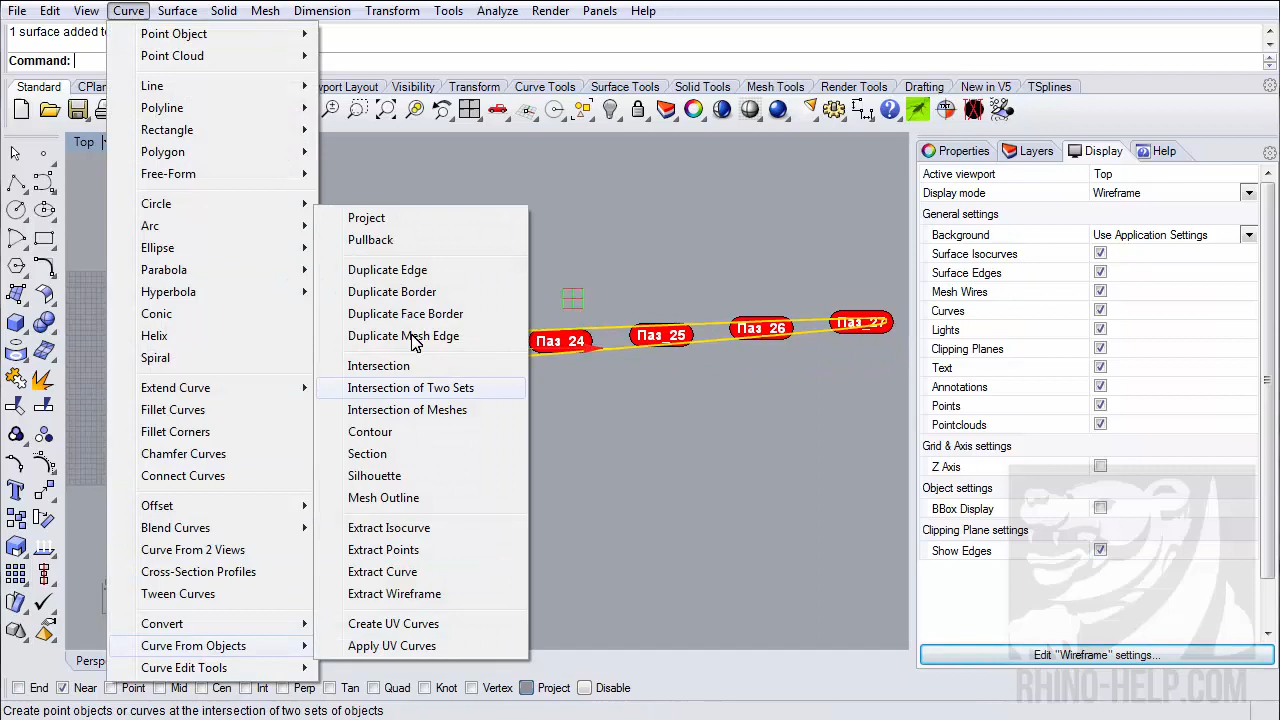 File Edit View Curve Surface Solid Mesh Dimension Transform Tools Analyze Render Panels Help
1 surface added to
Command:
Standard CPlan port Layout Visibility Transform Curve Tools Surface Tools Solid Tools Mesh Tools Render Tools Drafting New in V5 TSplines
Top
Point Object
Point Cloud
Line
Polyline
Rectangle
Polygon
Free-Form
Circle
Arc
Ellipse
Parabola
Hyperbola
Conic
Helix
Spiral
Extend Curve
Fillet Curves
Fillet Corners
Chamfer Curves
Connect Curves
Offset
Blend Curves
Curve From 2 Views
Cross-Section Profiles
Tween Curves
Convert
Curve From Objects
Curve Edit Tools
Project
Pullback
Duplicate Edge
Duplicate Border
Duplicate Face Border
Duplicate Mesh Edge
Intersection
Intersection of Two Sets
Intersection of Meshes
Contour
Section
Silhouette
Mesh Outline
Extract Isocurve
Extract Points
Extract Curve
Extract Wireframe
Create UV Curves
Apply UV Curves
Паз_24 Паз_25 Паз_26 Паз_27
Properties Layers Display Help
Active viewport Top
Display mode Wireframe
General settings
Background Use Application Settings
Surface Isocurves
Surface Edges
Mesh Wires
Curves
Lights
Clipping Planes
Text
Annotations
Points
Pointclouds
Grid & Axis settings
Z Axis
Object settings
BBox Display
Clipping Plane settings
Show Edges
Edit "Wireframe" settings...
RHINO-HELP.COM
Persp
End Near Point Mid Cen Int Perp Tan Quad Knot Vertex Project Disable
Create point objects or curves at the intersection of two sets of objects